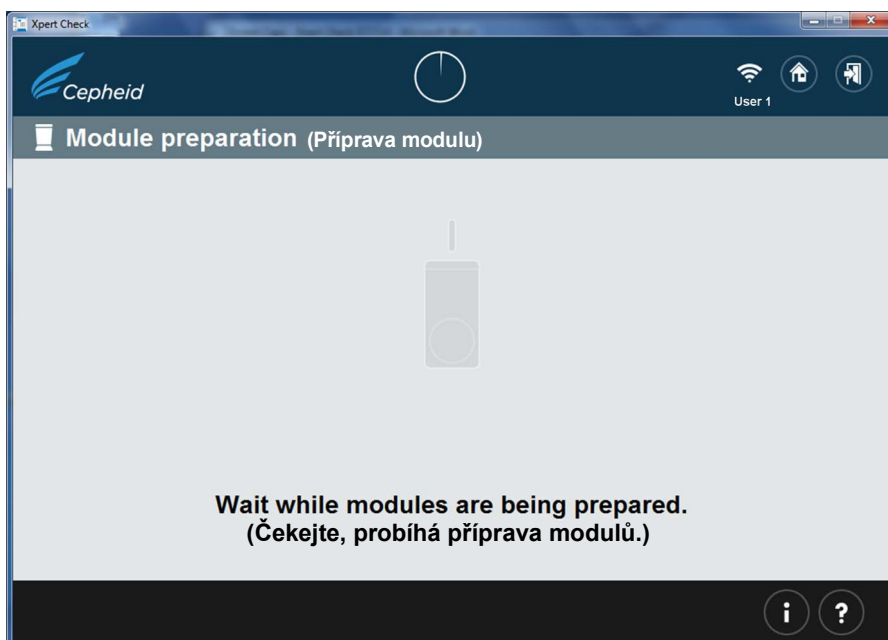 Xpert Check
Cepheid
User 1
Module preparation (Příprava modulu)
Wait while modules are being prepared.
(Čekejte, probíhá příprava modulů.)
i ?